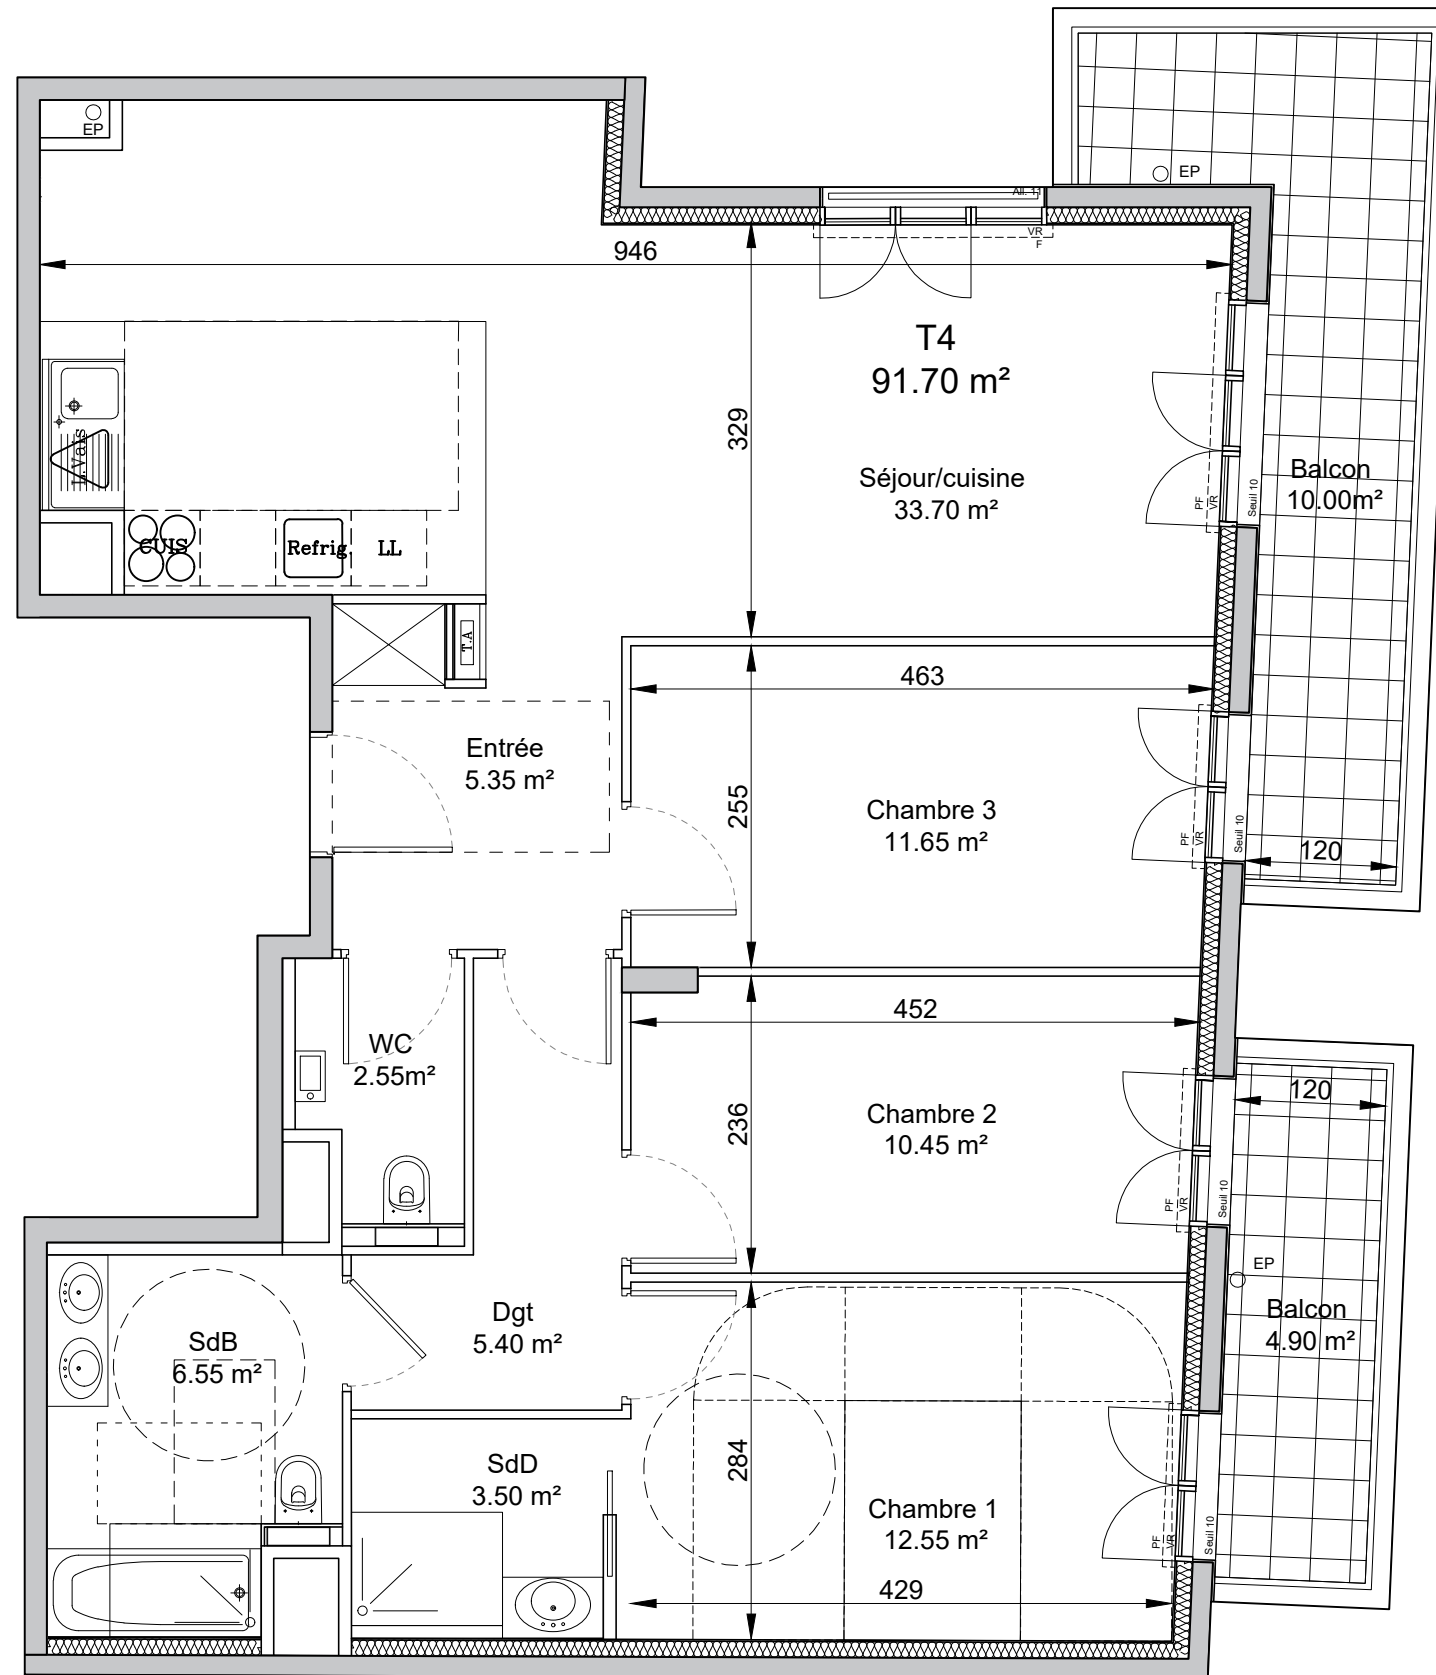 EP
EP
All. 11
VR
F
946
T4
91.70 m²
329
L.Vais
Séjour/cuisine
33.70 m²
Balcon
10.00m²
PF
VR
Seuil 10
CUIS
Refrig.
LL
T.A
463
Entrée
5.35 m²
255
Chambre 3
11.65 m²
PF
VR
Seuil 10
120
452
WC
2.55m²
236
Chambre 2
10.45 m²
120
PF
VR
Seuil 10
EP
Balcon
4.90 m²
Dgt
5.40 m²
SdB
6.55 m²
284
SdD
3.50 m²
Chambre 1
12.55 m²
PF
VR
Seuil 10
429